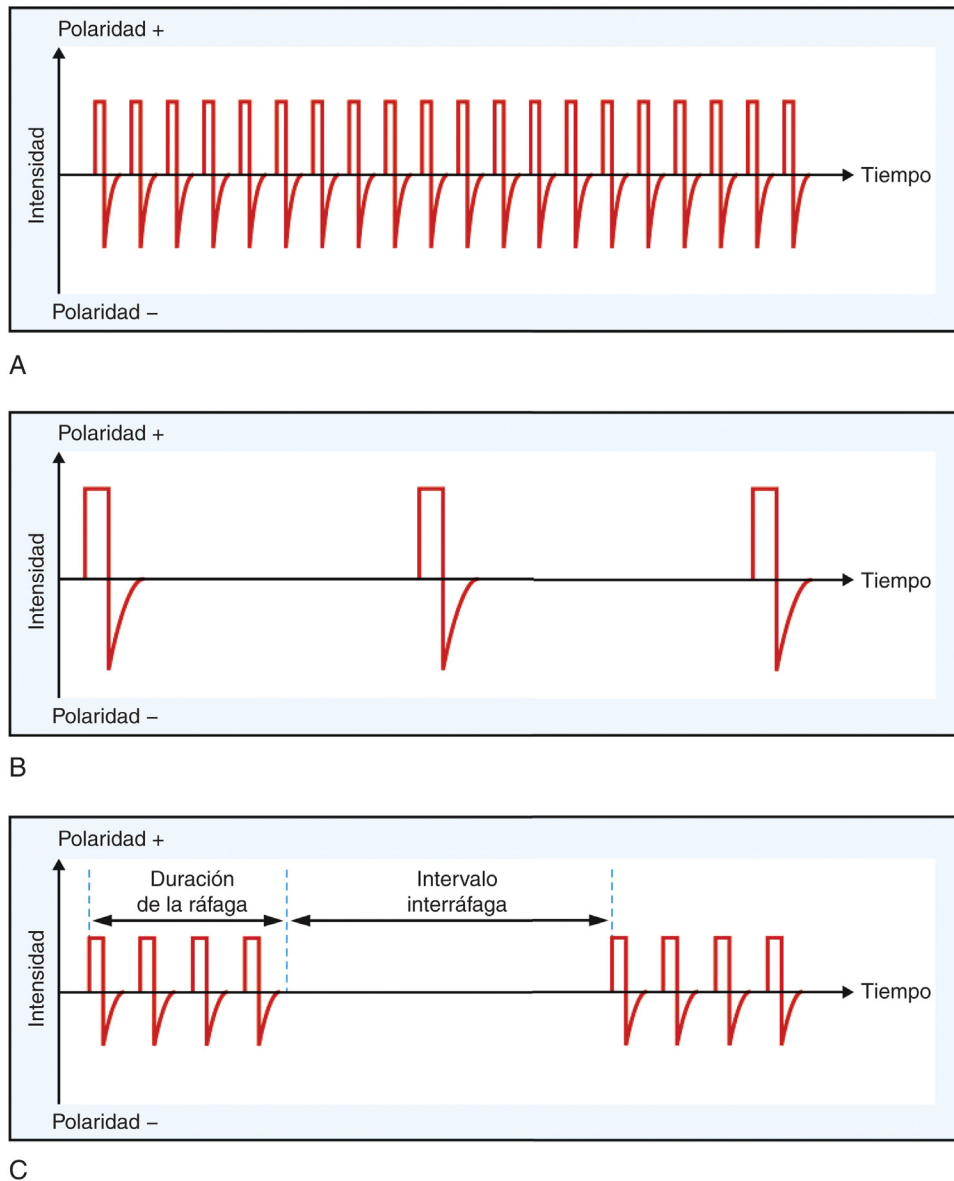 Polaridad +
Intensidad
Tiempo
Polaridad –
A
Polaridad +
Intensidad
Tiempo
Polaridad –
B
Polaridad +
Duración
de la ráfaga
Intervalo
interráfaga
Intensidad
Tiempo
Polaridad –
C